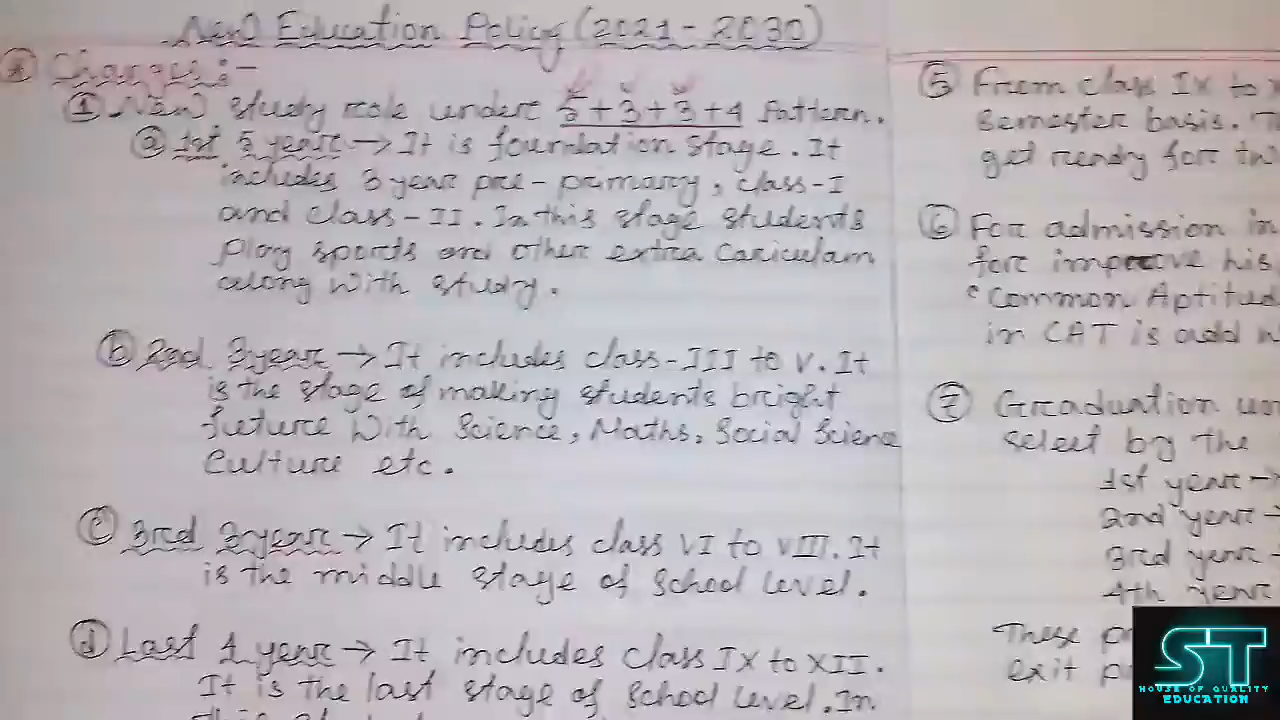 New Education Policy (2021 - 2030)
* Changes :-
① New study rule under 5 + 3 + 3 + 4 Pattern.
ⓐ 1st 5 year → It is foundation stage. It
includes 3 year pre - primary, class-I
and class-II. In this stage students
play sports and other extra cariculam
along with study.
ⓑ 2nd 3 year → It includes class-III to V. It
is the stage of making students bright
future with Science, Maths, Social Science
Culture etc.
ⓒ 3rd 3 year → It includes class VI to VIII. It
is the middle stage of School level.
ⓓ Last 4 year → It includes class IX to XII.
It is the last stage of School level. In
⑤ From class IX to
semester basis.
get ready for
⑥ For admission in
for improve his
"Common
in CAT is add
⑦ Graduation
select by the
1st year →
2nd year →
3rd year
4th year
These
exit
ST
HOUSE OF QUALITY
EDUCATION